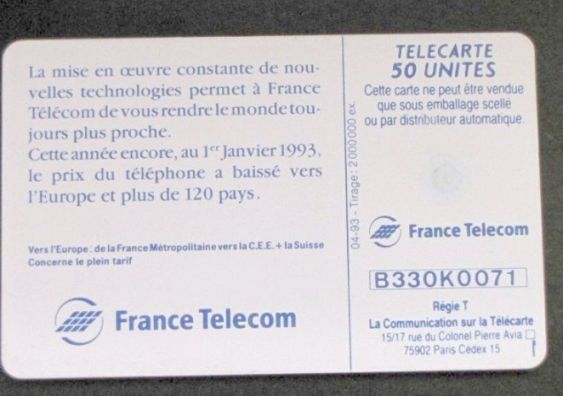 La mise en œuvre constante de nou-
velles technologies permet à France
Télécom de vous rendre le monde tou-
jours plus proche.
Cette année encore, au 1er Janvier 1993,
le prix du téléphone a baissé vers
l'Europe et plus de 120 pays.
Vers l'Europe : de la France Métropolitaine vers la C.E.E. + la Suisse
Concerne le plein tarif
France Telecom
04-93 - Tirage : 2 000 000 ex.
TELECARTE
50 UNITES
Cette carte ne peut être vendue
que sous emballage scellé
ou par distributeur automatique.
France Telecom
B330K0071
Régie T
La Communication sur la Télécarte
15/17 rue du Colonel Pierre Avia
75902 Paris Cedex 15